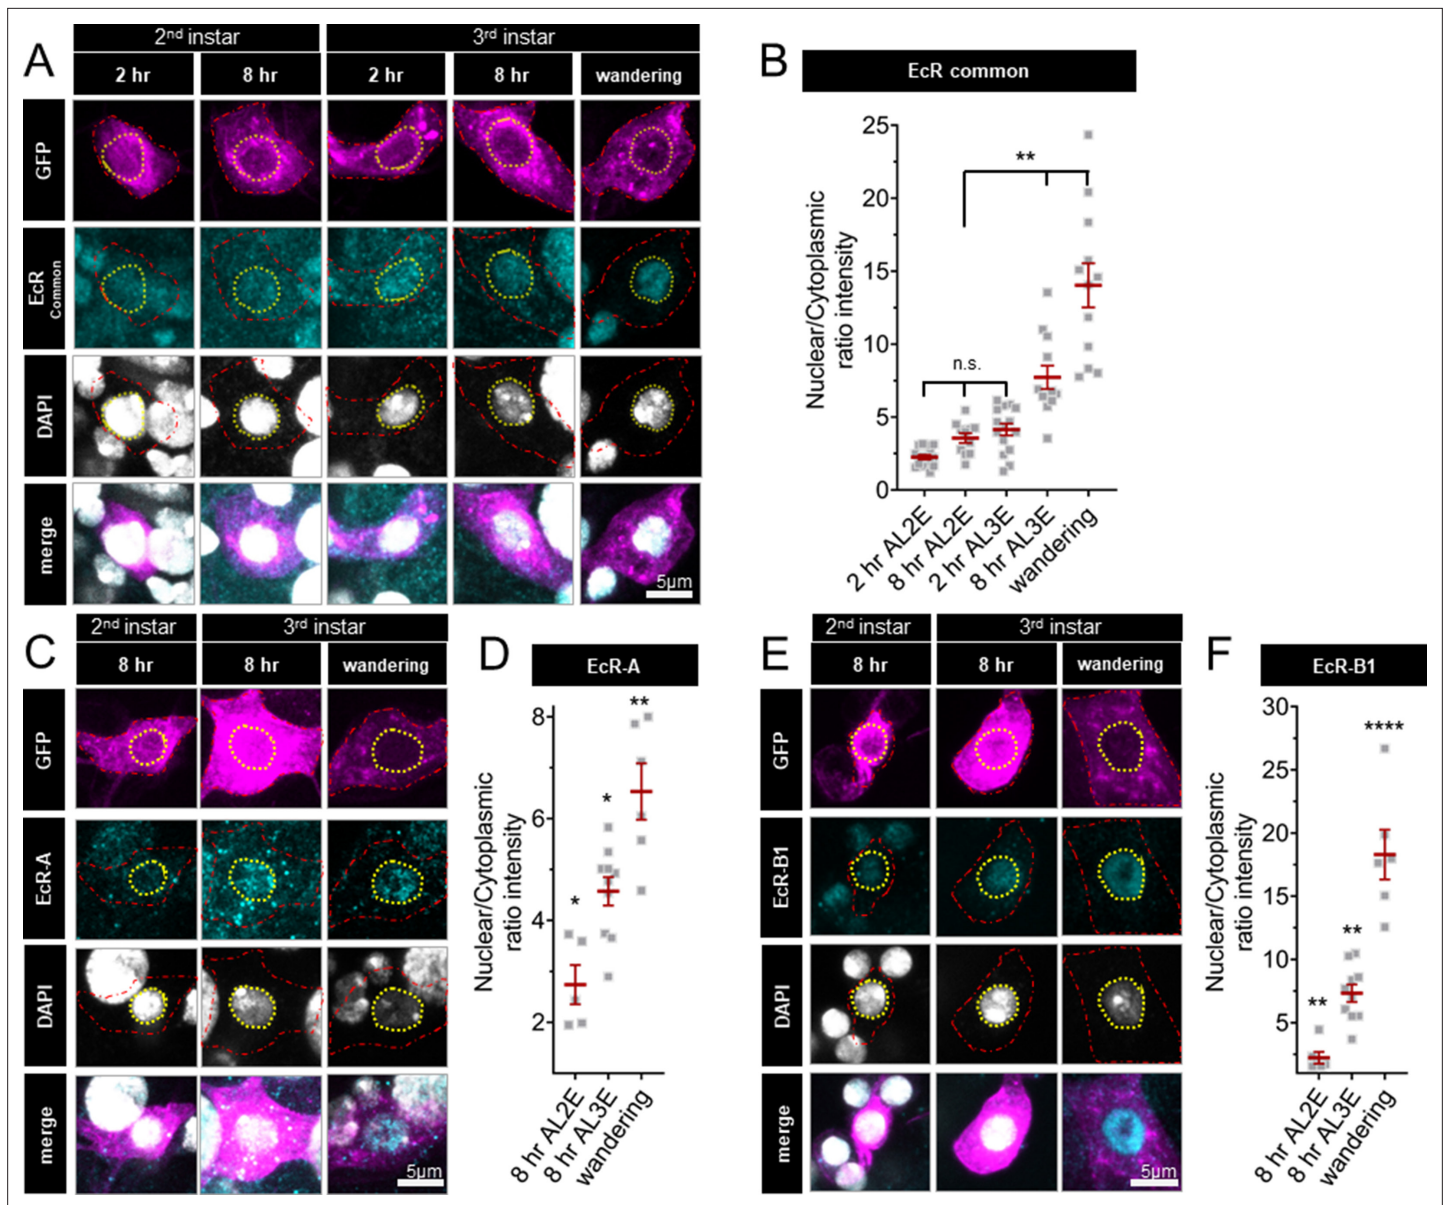 A
2nd instar
3rd instar
2 hr
8 hr
2 hr
8 hr
wandering
GFP
EcR
Common
DAPI
merge
5µm
B
EcR common
Nuclear/Cytoplasmic
ratio intensity
25
20
15
10
5
0
**
n.s.
2 hr AL2E
8 hr AL2E
2 hr AL3E
8 hr AL3E
wandering
C
2nd instar
3rd instar
8 hr
8 hr
wandering
GFP
EcR-A
DAPI
merge
5µm
D
EcR-A
Nuclear/Cytoplasmic
ratio intensity
8
6
4
2
*
*
**
8 hr AL2E
8 hr AL3E
wandering
E
2nd instar
3rd instar
8 hr
8 hr
wandering
GFP
EcR-B1
DAPI
merge
5µm
F
EcR-B1
Nuclear/Cytoplasmic
ratio intensity
30
25
20
15
10
5
**
**
****
8 hr AL2E
8 hr AL3E
wandering